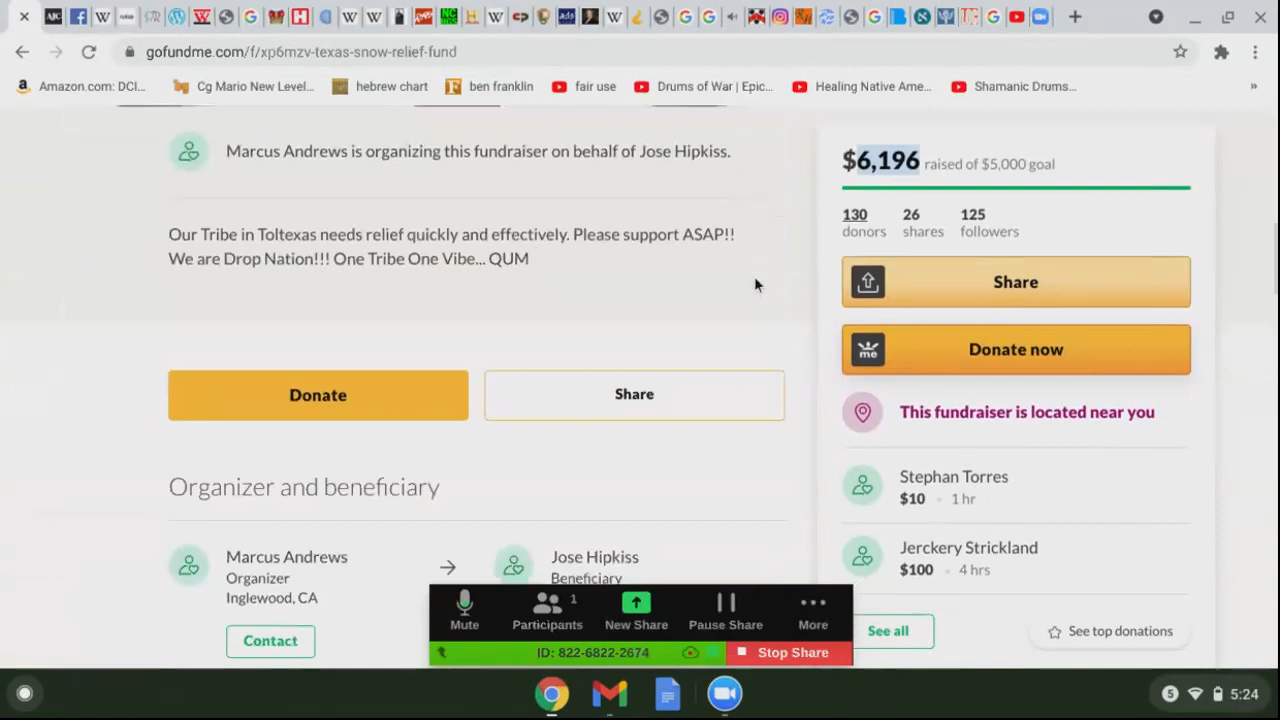 gofundme.com/f/xp6mzv-texas-snow-relief-fund
Amazon.com: DCI...
Cg Mario New Level...
hebrew chart
ben franklin
fair use
Drums of War | Epic...
Healing Native Ame...
Shamanic Drums...
»
Marcus Andrews is organizing this fundraiser on behalf of Jose Hipkiss.
Our Tribe in Toltexas needs relief quickly and effectively. Please support ASAP!!
We are Drop Nation!!! One Tribe One Vibe... QUM
Donate
Share
Organizer and beneficiary
Marcus Andrews
Organizer
Inglewood, CA
Contact
Jose Hipkiss
Beneficiary
$6,196 raised of $5,000 goal
130 donors
26 shares
125 followers
Share
me
Donate now
This fundraiser is located near you
Stephan Torres
$10 • 1 hr
Jerckery Strickland
$100 • 4 hrs
See all
See top donations
Mute
Participants 1
New Share
Pause Share
More
ID: 822-6822-2674
Stop Share
5
5:24